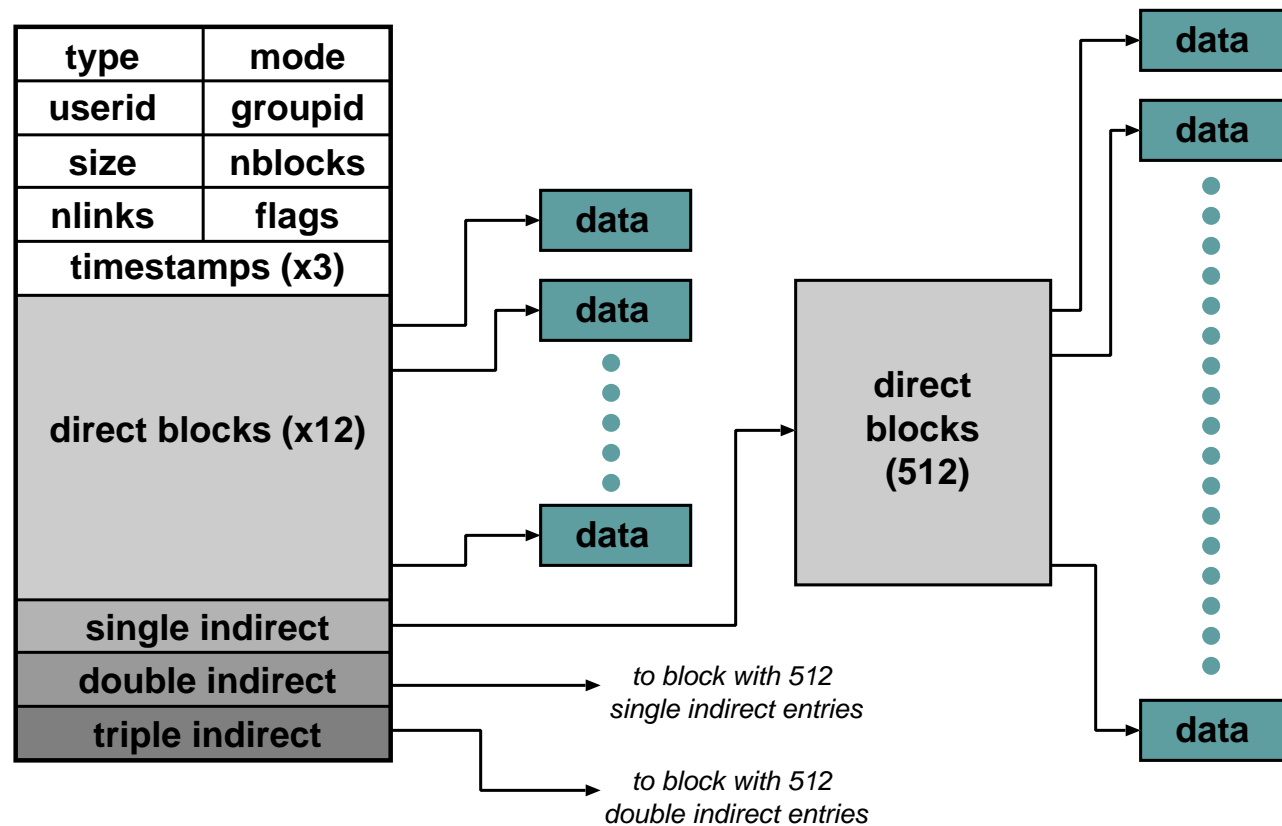 type mode
userid groupid
size nblocks
nlinks flags
timestamps (x3)
direct blocks (x12)
single indirect
double indirect
triple indirect
data
data
data
to block with 512
single indirect entries
to block with 512
double indirect entries
direct
blocks
(512)
data
data
data